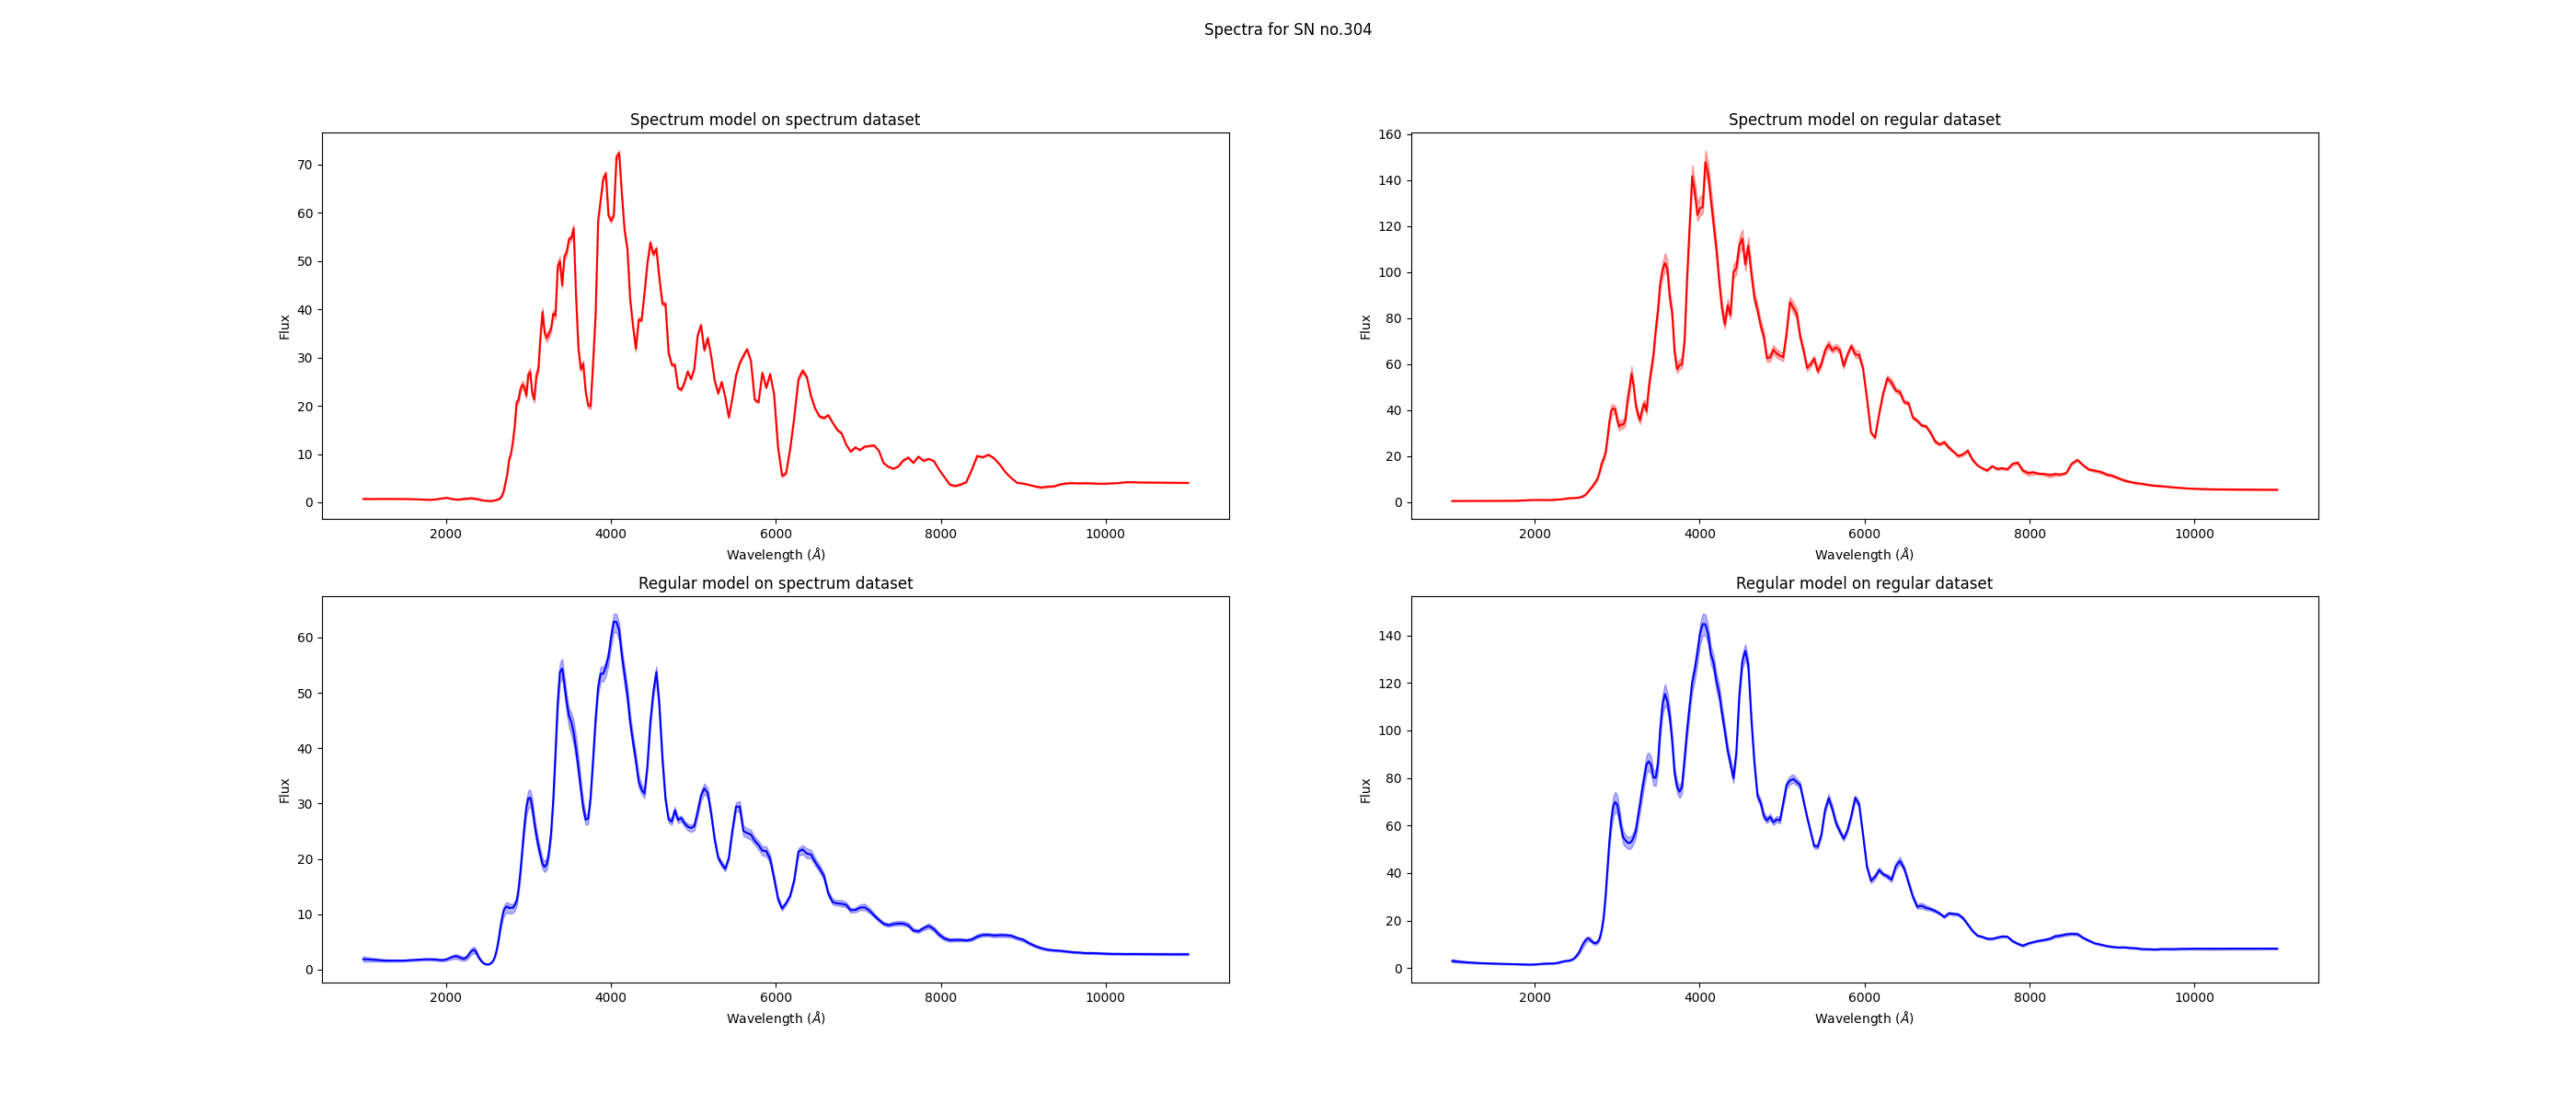 Spectra for SN no.304
Spectrum model on spectrum dataset
Flux
70
60
50
40
30
20
10
0
2000 4000 6000 8000 10000
Wavelength (Å)
Spectrum model on regular dataset
Flux
160
140
120
100
80
60
40
20
0
2000 4000 6000 8000 10000
Wavelength (Å)
Regular model on spectrum dataset
Flux
60
50
40
30
20
10
0
2000 4000 6000 8000 10000
Wavelength (Å)
Regular model on regular dataset
Flux
140
120
100
80
60
40
20
0
2000 4000 6000 8000 10000
Wavelength (Å)